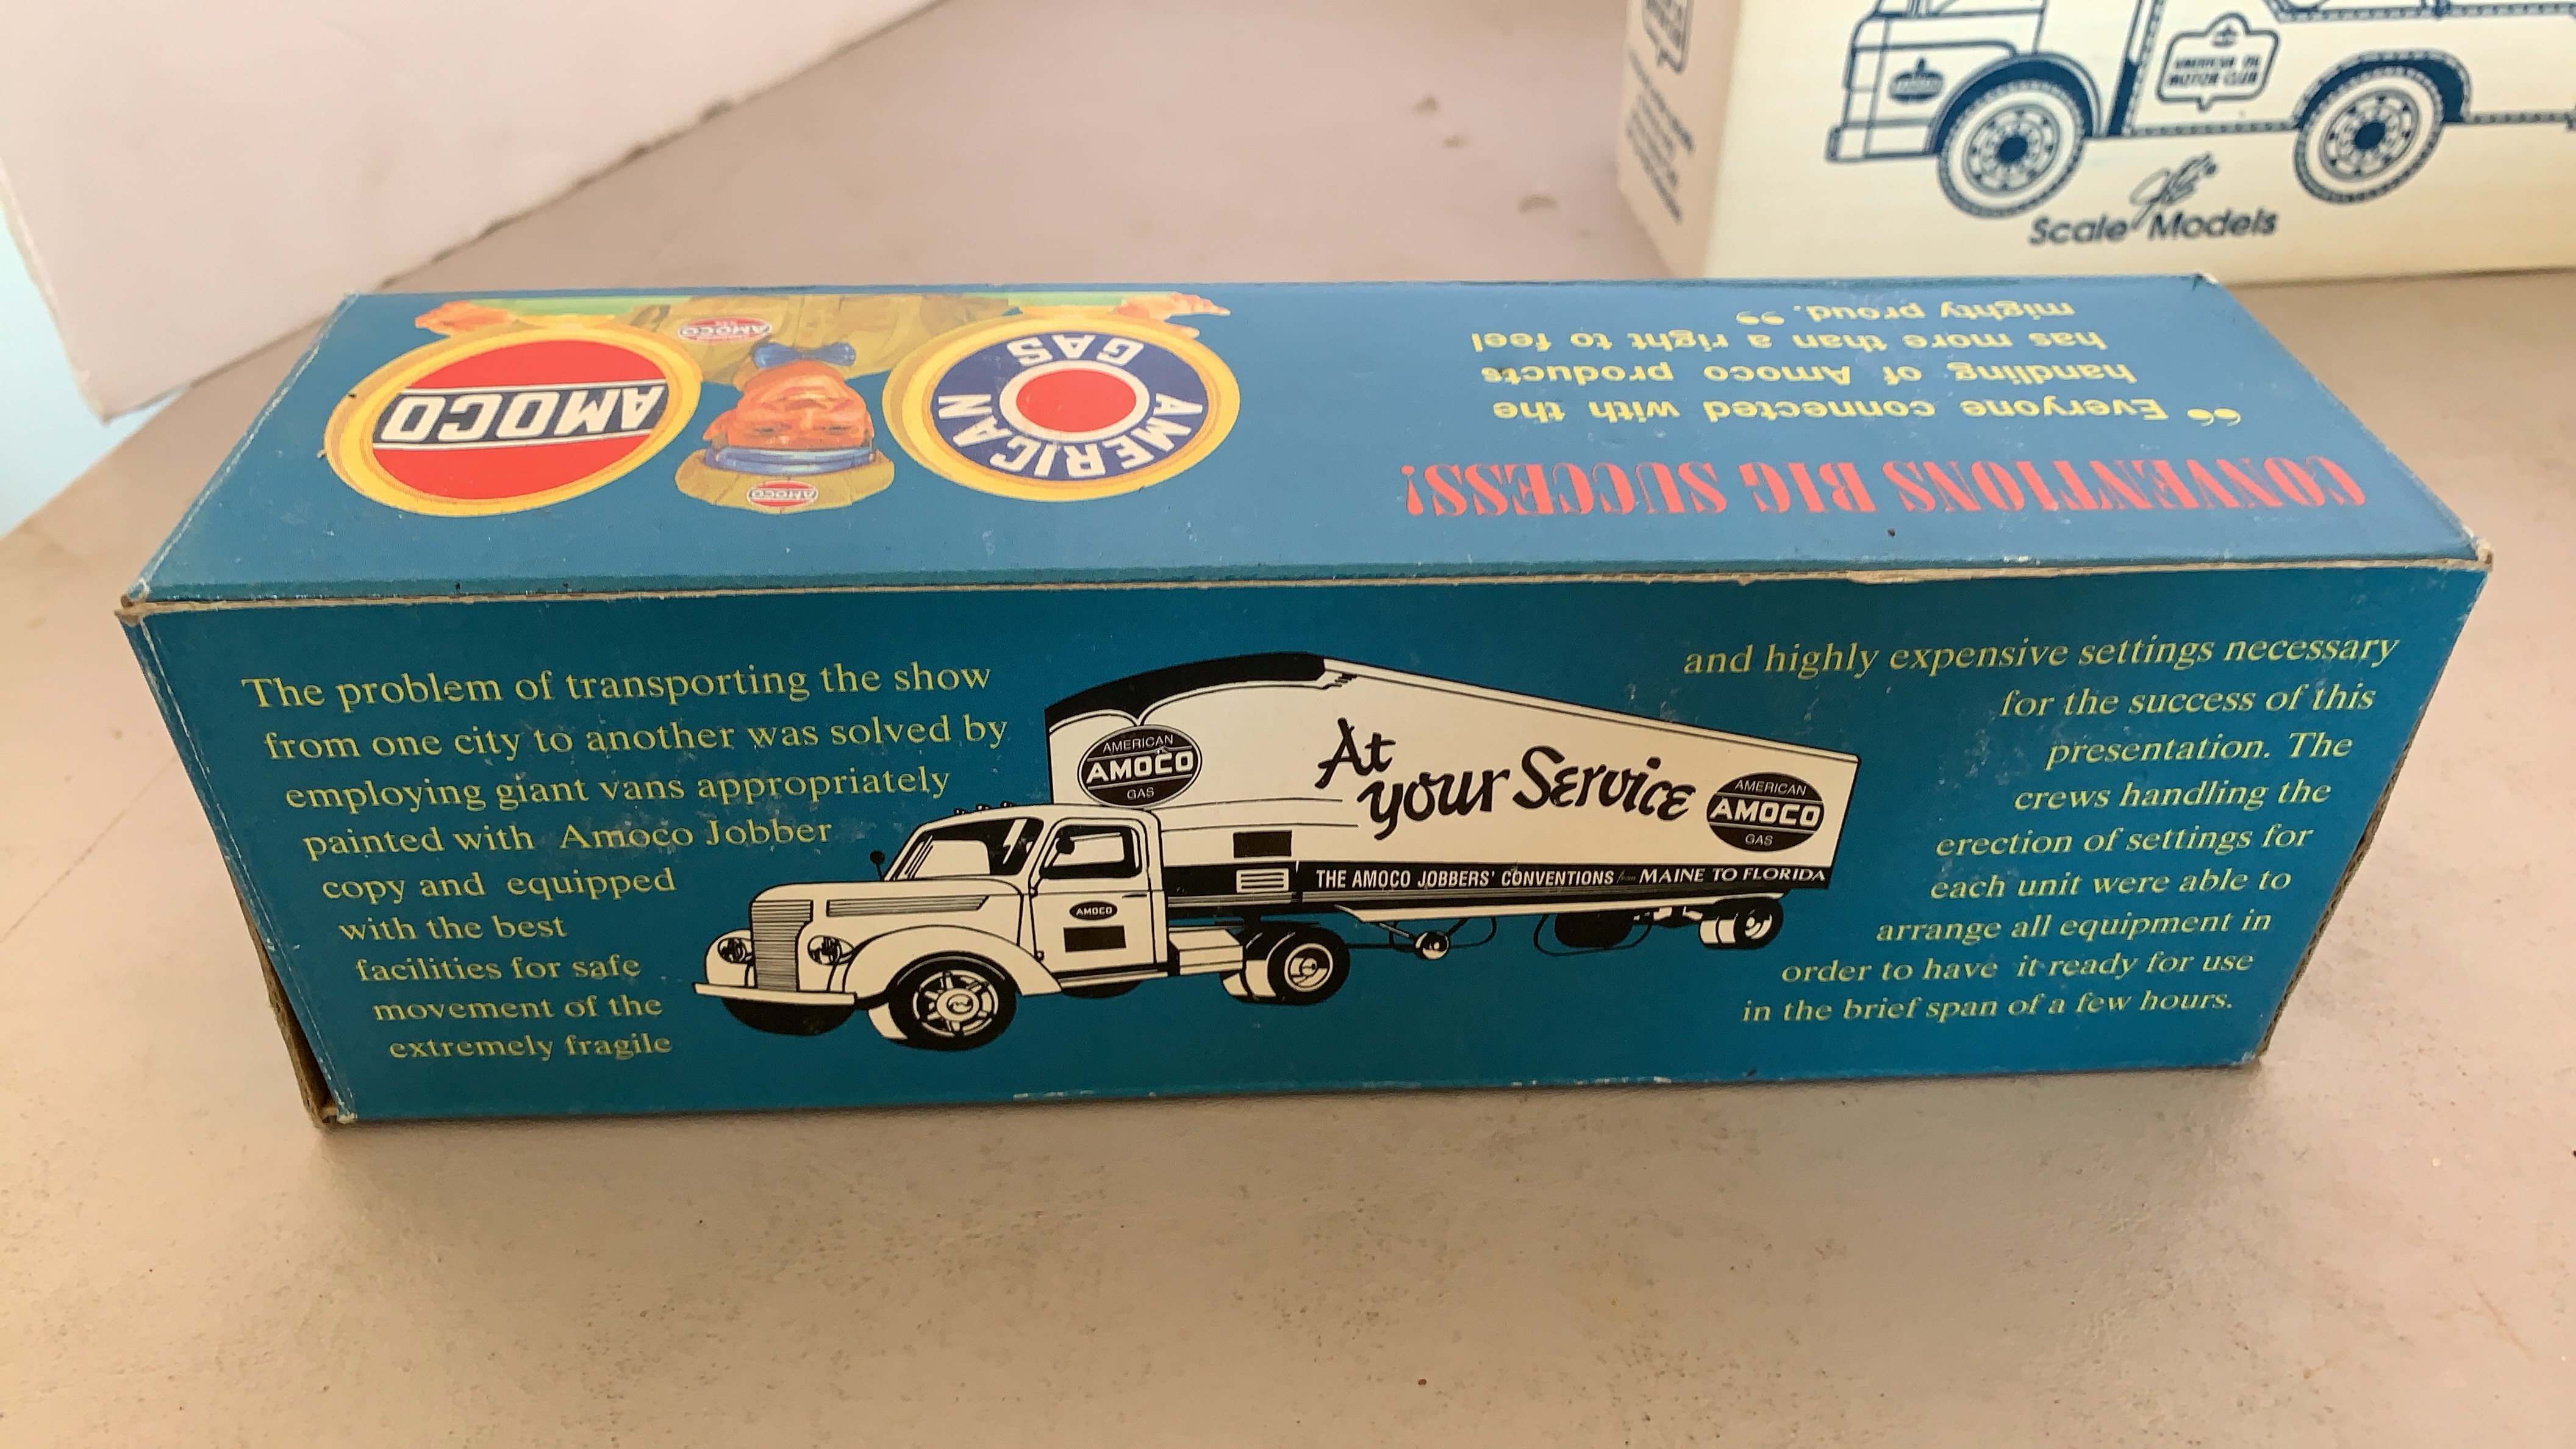 AMERICAN OIL
MOTOR CLUB
Scale Models
CONVENTIONS BIG SUCCESS!
“Everyone connected with the
handling of Amoco products
has more than a right to feel
mighty proud.”
AMOCO
AMOCO
AMOCO
AMERICAN
GAS
The problem of transporting the show
from one city to another was solved by
employing giant vans appropriately
painted with Amoco Jobber
copy and equipped
with the best
facilities for safe
movement of the
extremely fragile
AMERICAN
AMOCO
GAS
At
your Service
AMERICAN
AMOCO
GAS
THE AMOCO JOBBERS' CONVENTIONS MAINE TO FLORIDA
AMOCO
and highly expensive settings necessary
for the success of this
presentation. The
crews handling the
erection of settings for
each unit were able to
arrange all equipment in
order to have it ready for use
in the brief span of a few hours.